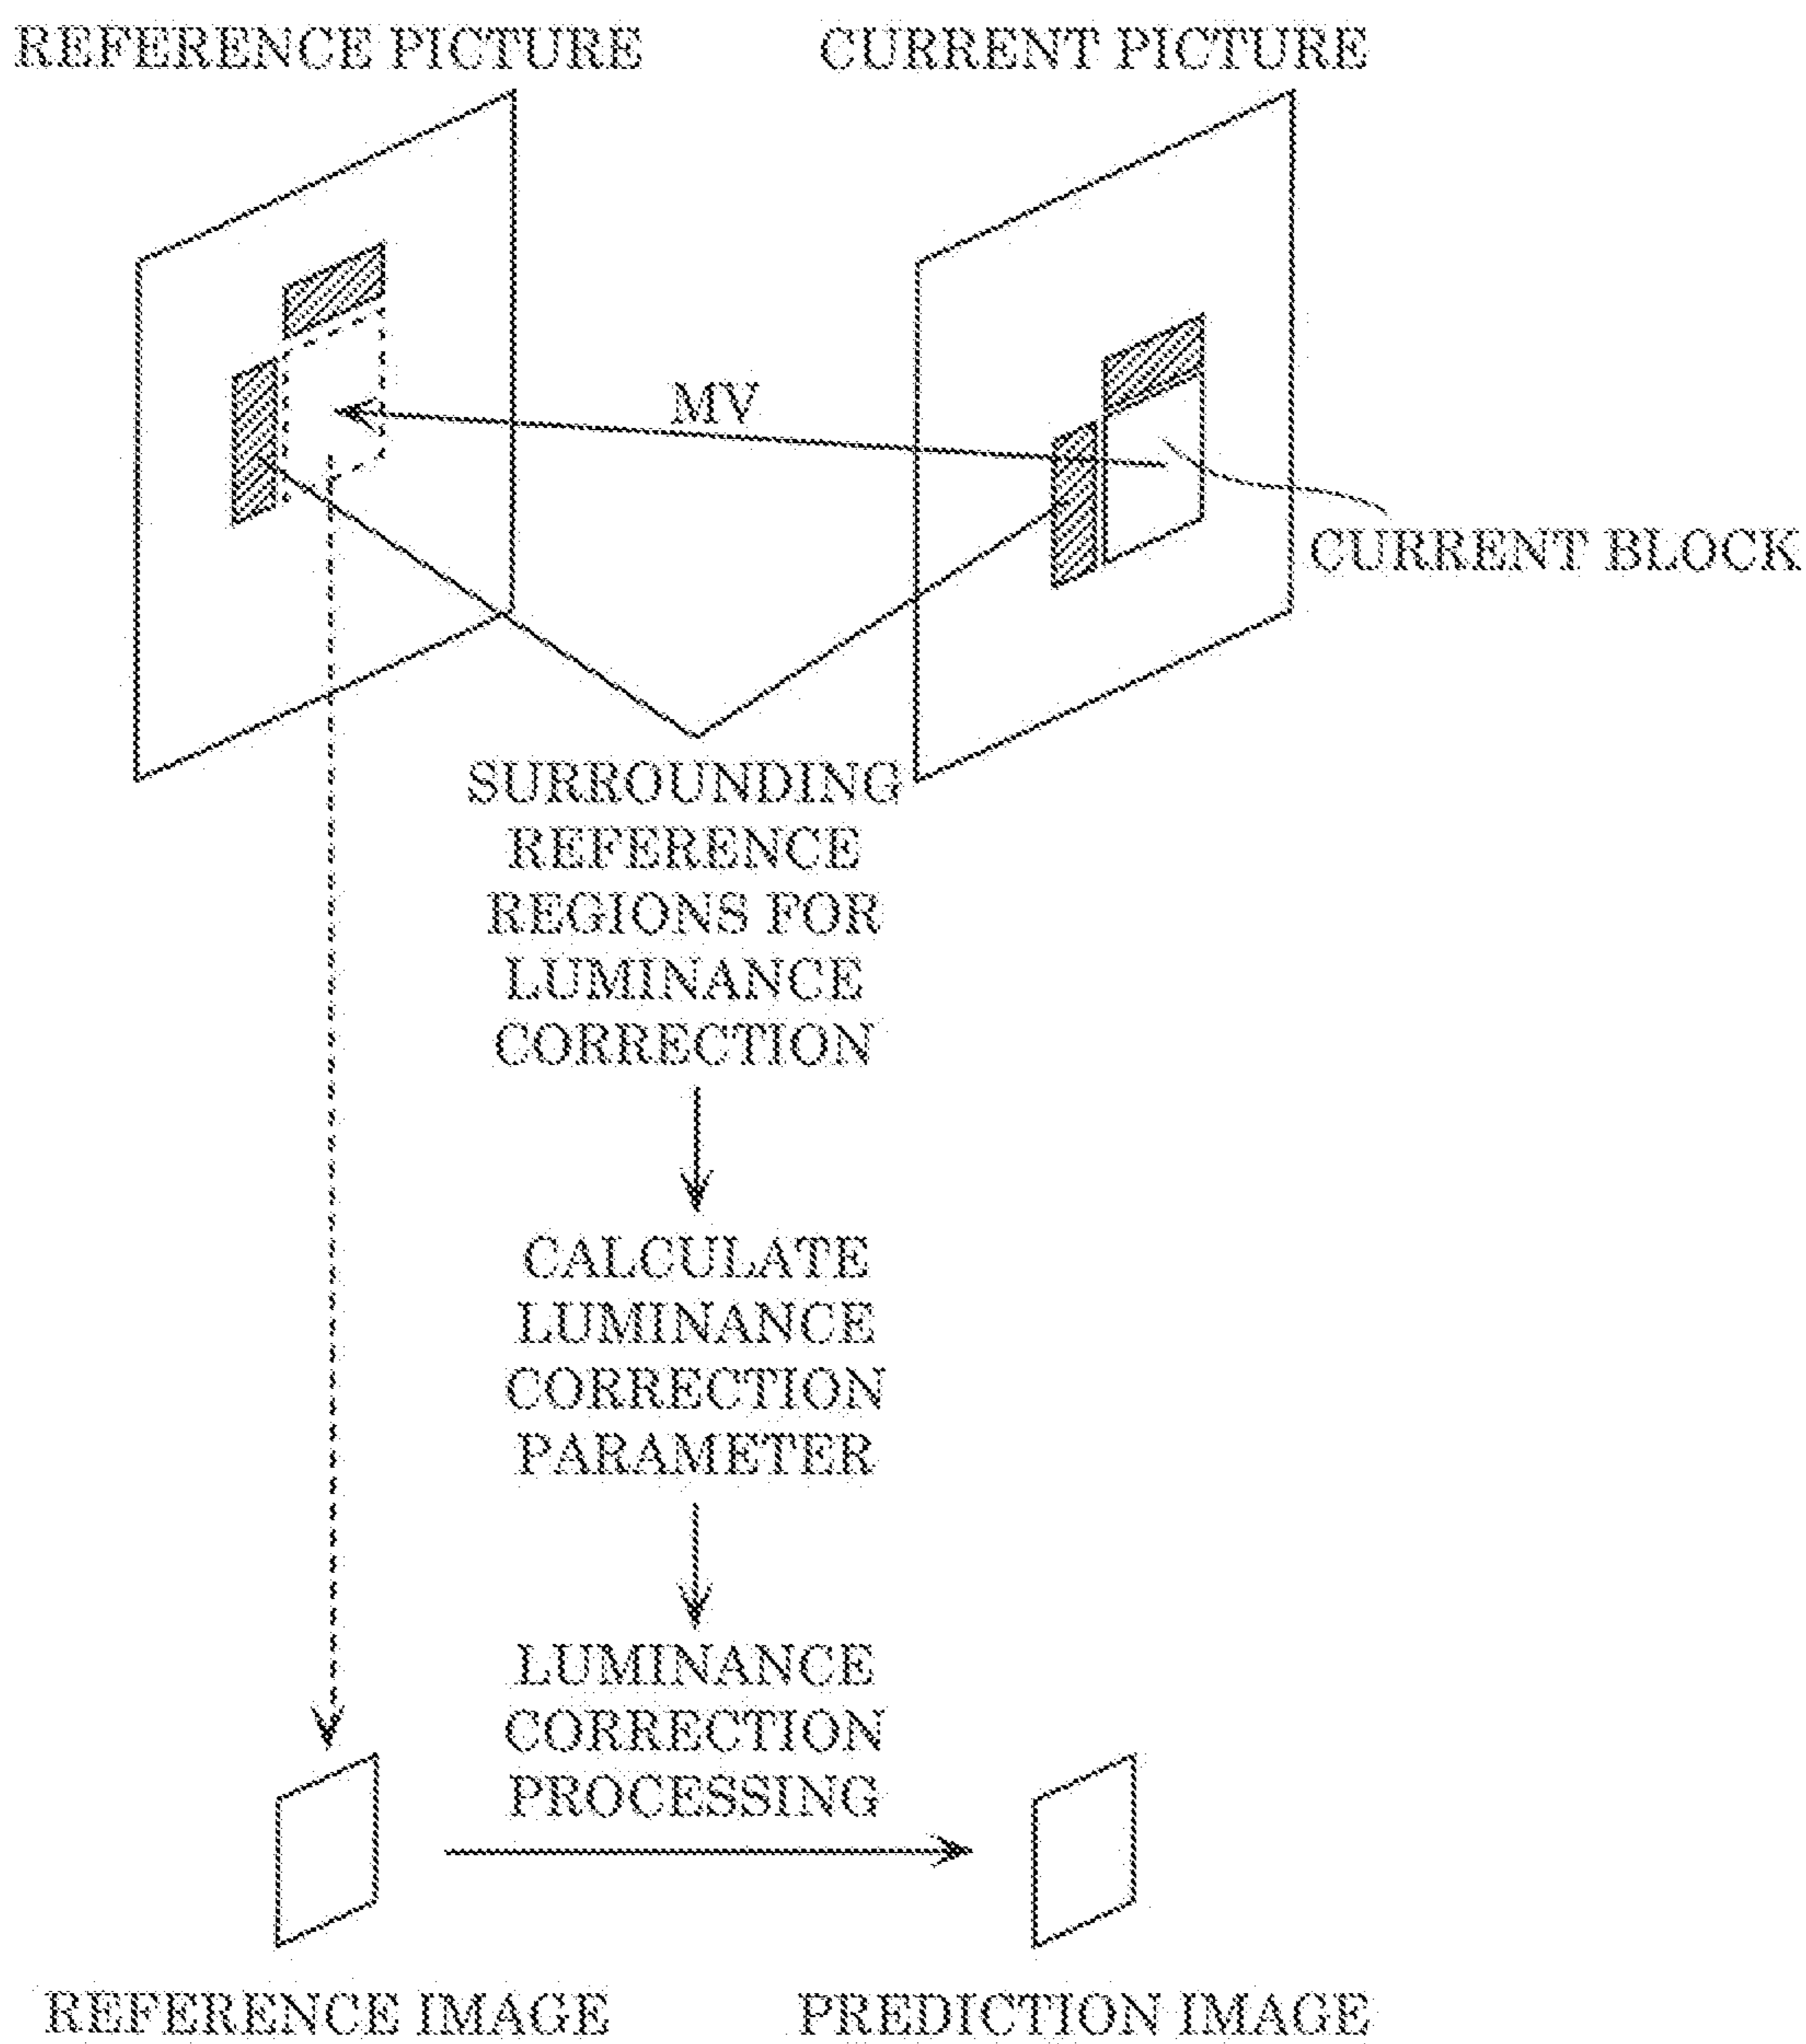 REFERENCE PICTURE
CURRENT PICTURE
MV
CURRENT BLOCK
SURROUNDING
REFERENCE
REGIONS FOR
LUMINANCE
CORRECTION
CALCULATE
LUMINANCE
CORRECTION
PARAMETER
LUMINANCE
CORRECTION
PROCESSING
REFERENCE IMAGE
PREDICTION IMAGE